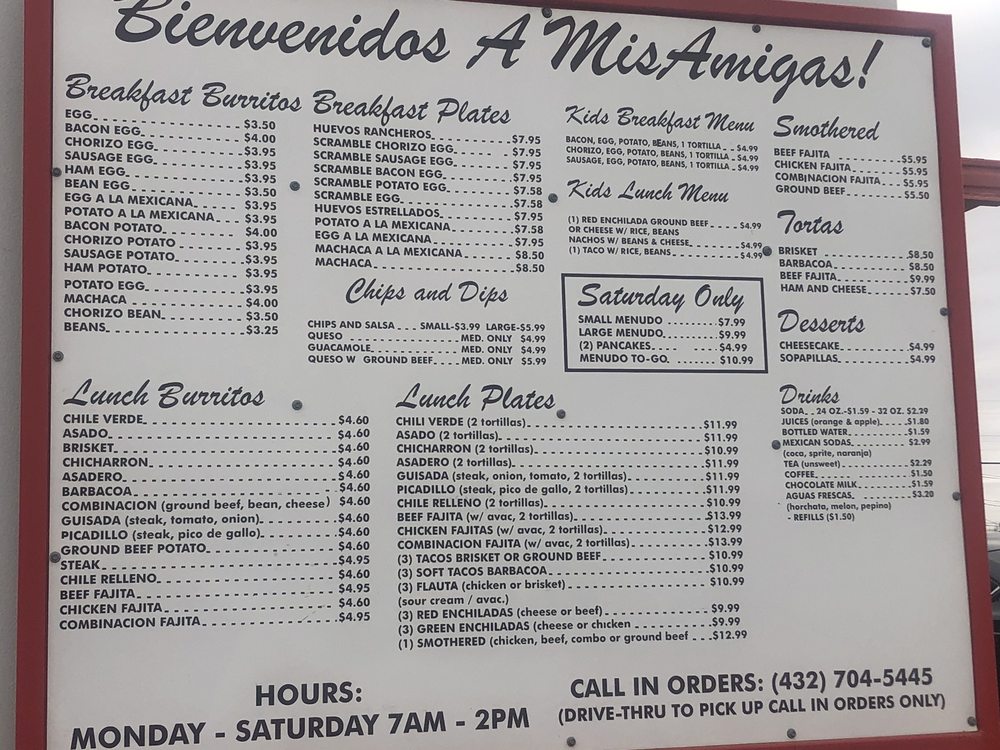 Bienvenidos A MisAmigas!
Breakfast Burritos
EGG $3.50
BACON EGG $4.00
CHORIZO EGG $3.95
SAUSAGE EGG $3.95
HAM EGG $3.95
BEAN EGG $3.50
EGG A LA MEXICANA $3.95
POTATO A LA MEXICANA $3.95
BACON POTATO $4.00
CHORIZO POTATO $3.95
SAUSAGE POTATO $3.95
HAM POTATO $3.95
POTATO EGG $3.95
MACHACA $4.00
CHORIZO BEAN $3.50
BEANS $3.25
Breakfast Plates
HUEVOS RANCHEROS $7.95
SCRAMBLE CHORIZO EGG $7.95
SCRAMBLE SAUSAGE EGG $7.95
SCRAMBLE BACON EGG $7.95
SCRAMBLE POTATO EGG $7.58
SCRAMBLE EGG $7.58
HUEVOS ESTRELLADOS $7.95
POTATO A LA MEXICANA $7.58
EGG A LA MEXICANA $7.95
MACHACA A LA MEXICANA $8.50
MACHACA $8.50
Chips and Dips
CHIPS AND SALSA SMALL-$3.99 LARGE-$5.99
QUESO MED. ONLY $4.99
GUACAMOLE MED. ONLY $4.99
QUESO W GROUND BEEF MED. ONLY $5.99
Kids Breakfast Menu
BACON, EGG, POTATO, BEANS, 1 TORTILLA $4.99
CHORIZO, EGG, POTATO, BEANS, 1 TORTILLA $4.99
SAUSAGE, EGG, POTATO, BEANS, 1 TORTILLA $4.99
Kids Lunch Menu
(1) RED ENCHILADA GROUND BEEF $4.99
OR CHEESE W/ RICE, BEANS
NACHOS W/ BEANS & CHEESE $4.99
(1) TACO W/ RICE, BEANS $4.99
Saturday Only
SMALL MENUDO $7.99
LARGE MENUDO $9.99
(2) PANCAKES $4.99
MENUDO TO-GO $10.99
Smothered
BEEF FAJITA $5.95
CHICKEN FAJITA $5.95
COMBINACION FAJITA $5.95
GROUND BEEF $5.50
Tortas
BRISKET $8,50
BARBACOA $8.50
BEEF FAJITA $9.99
HAM AND CHEESE $7.50
Desserts
CHEESECAKE $4.99
SOPAPILLAS $4.99
Lunch Burritos
CHILE VERDE $4.60
ASADO $4.60
BRISKET $4.60
CHICHARRON $4.60
ASADERO $4.60
BARBACOA $4.60
COMBINACION (ground beef, bean, cheese) $4.60
GUISADA (steak, tomato, onion) $4.60
PICADILLO (steak, pico de gallo) $4.60
GROUND BEEF POTATO $4.60
STEAK $4.95
CHILE RELLENO $4.60
BEEF FAJITA $4.95
CHICKEN FAJITA $4.60
COMBINACION FAJITA $4.95
Lunch Plates
CHILI VERDE (2 tortillas) $11.99
ASADO (2 tortillas) $11.99
CHICHARRON (2 tortillas) $10.99
ASADERO (2 tortillas) $11.99
GUISADA (steak, onion, tomato, 2 tortillas) $11.99
PICADILLO (steak, pico de gallo, 2 tortillas) $11.99
CHILE RELLENO (2 tortillas) $10.99
BEEF FAJITA (w/ avac, 2 tortillas) $13.99
CHICKEN FAJITAS (w/ avac, 2 tortillas) $12.99
COMBINACION FAJITA (w/ avac, 2 tortillas) $13.99
(3) TACOS BRISKET OR GROUND BEEF $10.99
(3) SOFT TACOS BARBACOA $10.99
(3) FLAUTA (chicken or brisket) $10.99
(sour cream / avac.)
(3) RED ENCHILADAS (cheese or beef) $9.99
(3) GREEN ENCHILADAS (cheese or chicken $9.99
(1) SMOTHERED (chicken, beef, combo or ground beef $12.99
Drinks
SODA 24 OZ.-$1.59 - 32 OZ. $2.29
JUICES (orange & apple) $1.80
BOTTLED WATER $1.59
MEXICAN SODAS $2.99
(coca, sprite, naranja)
TEA (unsweet) $2.29
COFFEE $1.50
CHOCOLATE MILK $1.59
AGUAS FRESCAS $3.20
(horchata, melon, pepino)
- REFILLS ($1.50)
HOURS:
MONDAY - SATURDAY 7AM - 2PM
CALL IN ORDERS: (432) 704-5445
(DRIVE-THRU TO PICK UP CALL IN ORDERS ONLY)